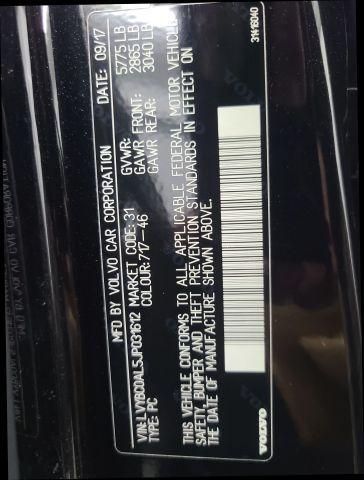 MFD BY VOLVO CAR CORPORATION DATE: 09/17
GVWR: 5775 LB
GAWR FRONT: 2865 LB
GAWR REAR: 3040 LB
VIN: LVYBC0AL5JP031612 MARKET CODE: 31
TYPE: PC COLOUR: 717-46
THIS VEHICLE CONFORMS TO ALL APPLICABLE FEDERAL MOTOR VEHICLE
SAFETY, BUMPER AND THEFT PREVENTION STANDARDS IN EFFECT ON
THE DATE OF MANUFACTURE SHOWN ABOVE.
VOLVO
31416040